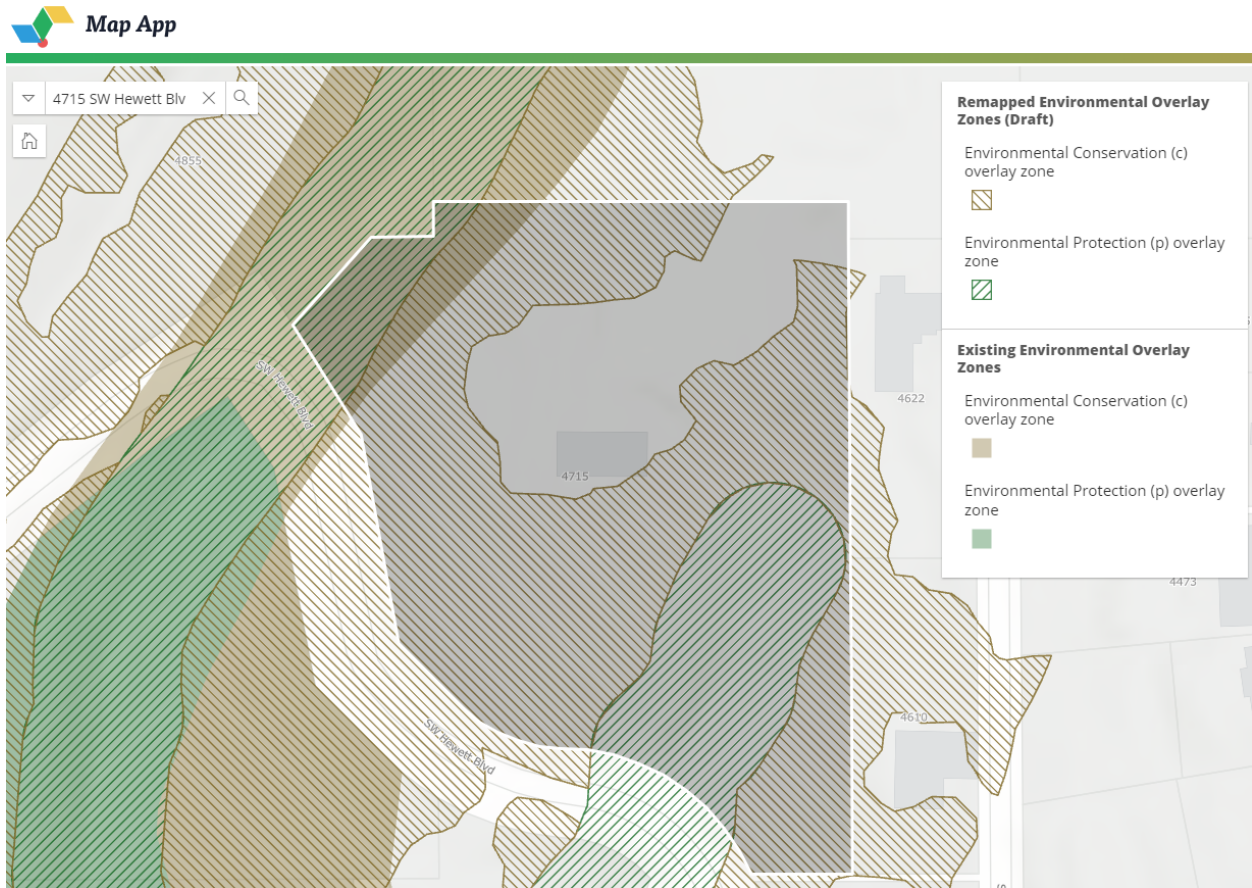 Map App
4715 SW Hewett Blv
4855
SW Hewett Blvd
4715
SW Hewett Blvd
4622
4473
4610
S
Remapped Environmental Overlay
Zones (Draft)
Environmental Conservation (c)
overlay zone
Environmental Protection (p) overlay
zone
Existing Environmental Overlay
Zones
Environmental Conservation (c)
overlay zone
Environmental Protection (p) overlay
zone